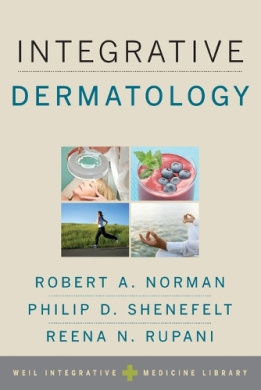 INTEGRATIVE
DERMATOLOGY
ROBERT A. NORMAN
PHILIP D. SHENEFELT
REENA N. RUPANI
WEIL INTEGRATIVE MEDICINE LIBRARY